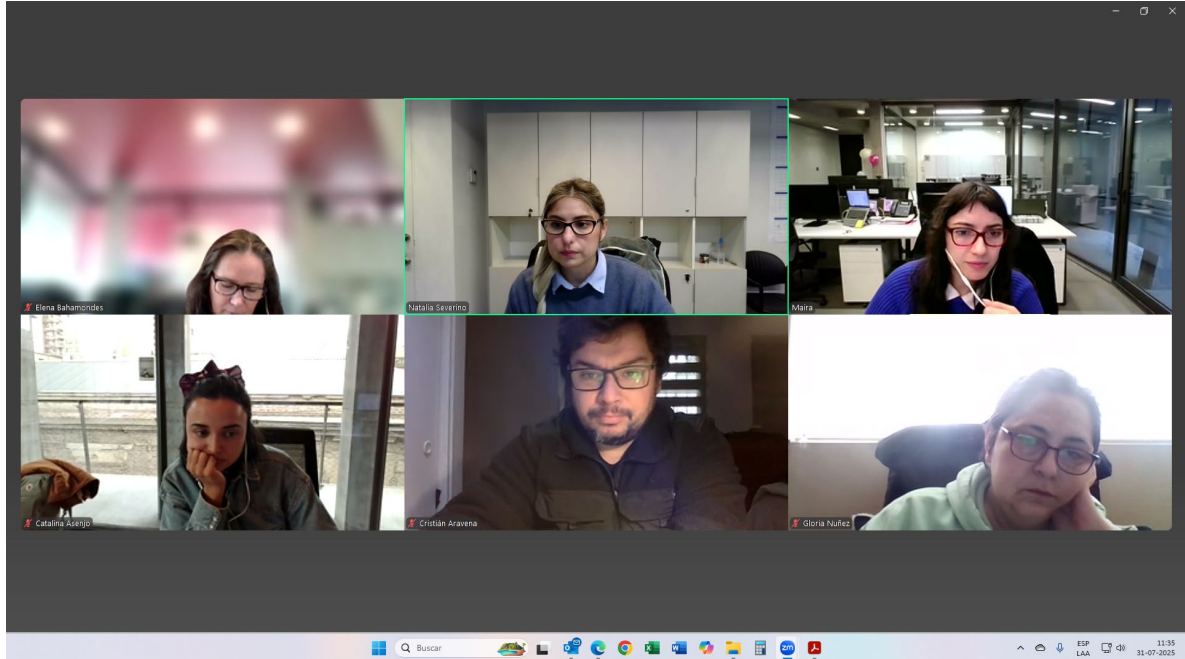 Elena Bahamondes
Natalia Severino
Maira
Catalina Asenjo
Cristián Aravena
Gloria Nuñez
Buscar
zm
ESP
LAA
11:35
31-07-2025